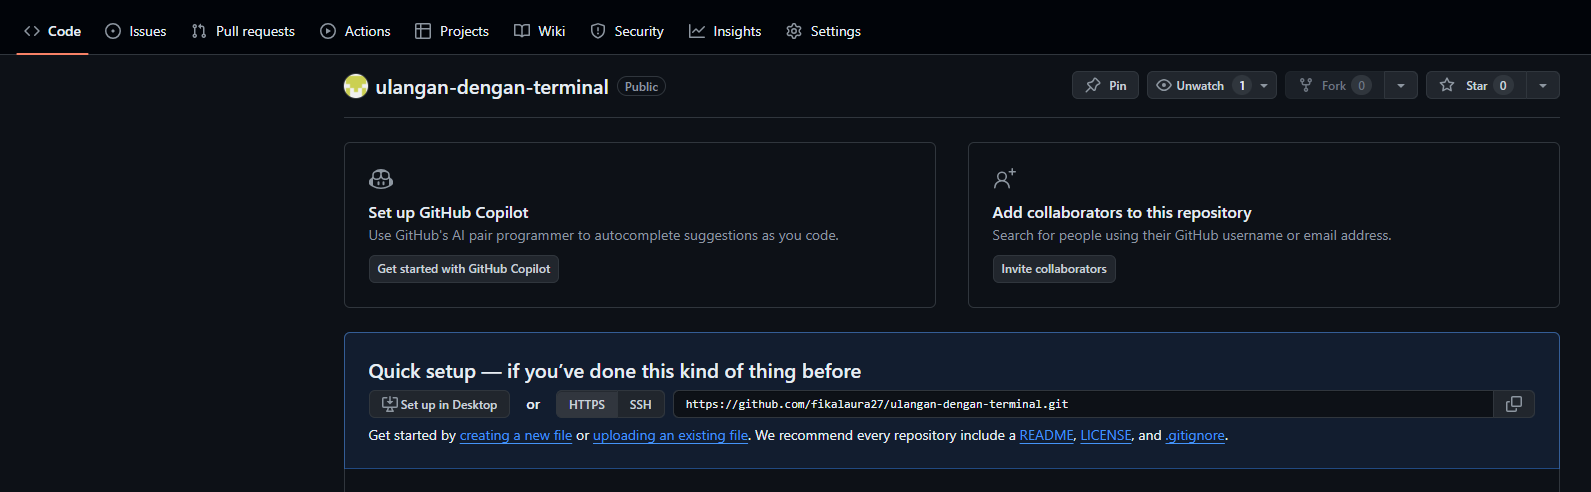 Code Issues Pull requests Actions Projects Wiki Security Insights Settings
ulangan-dengan-terminal Public Pin Unwatch 1 Fork 0 Star 0
Set up GitHub Copilot
Use GitHub's AI pair programmer to autocomplete suggestions as you code.
Get started with GitHub Copilot
Add collaborators to this repository
Search for people using their GitHub username or email address.
Invite collaborators
Quick setup — if you’ve done this kind of thing before
Set up in Desktop or HTTPS SSH https://github.com/fikalaura27/ulangan-dengan-terminal.git
Get started by creating a new file or uploading an existing file. We recommend every repository include a README, LICENSE, and .gitignore.